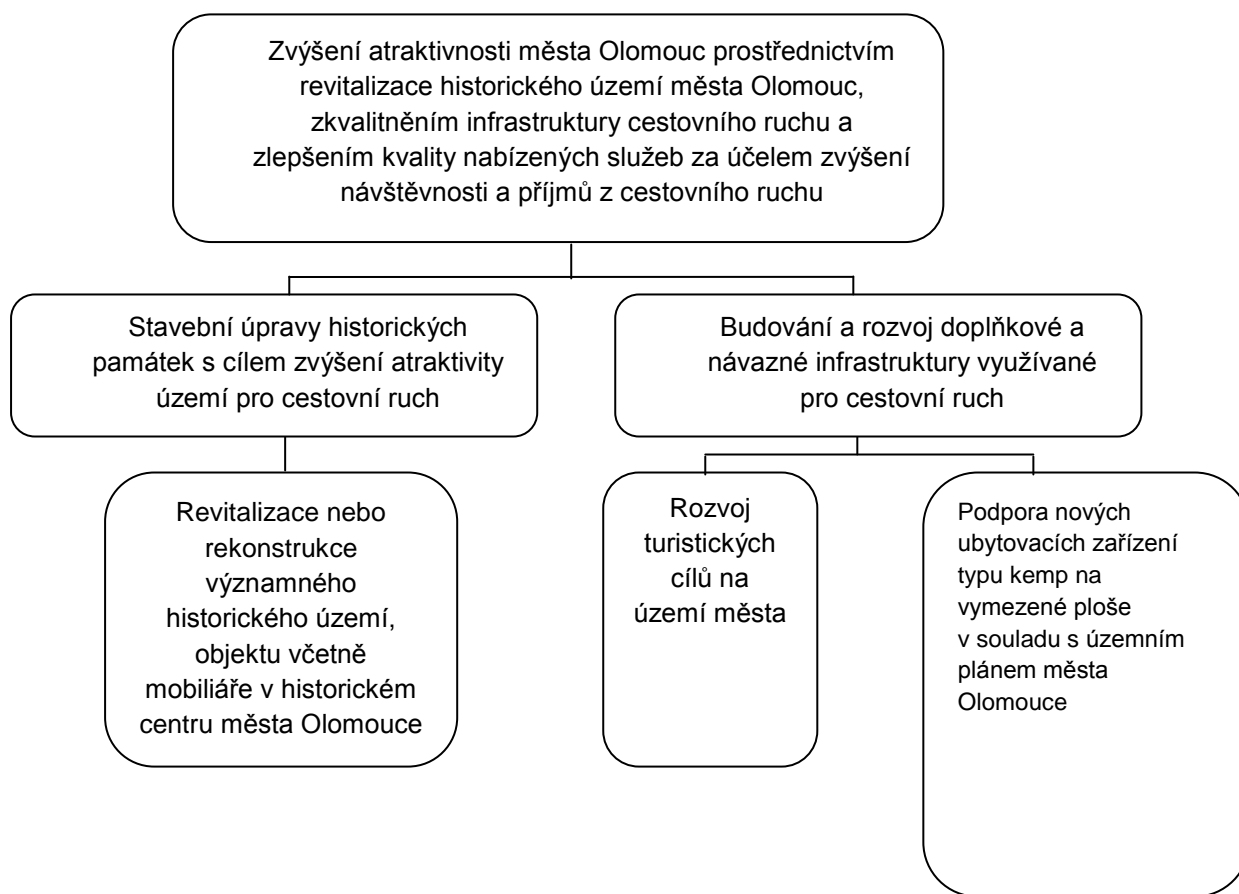 Zvýšení atraktivnosti města Olomouc prostřednictvím
revitalizace historického území města Olomouc,
zkvalitněním infrastruktury cestovního ruchu a
zlepšením kvality nabízených služeb za účelem zvýšení
návštěvnosti a příjmů z cestovního ruchu
Stavební úpravy historických
památek s cílem zvýšení atraktivity
území pro cestovní ruch
Budování a rozvoj doplňkové a
návazné infrastruktury využívané
pro cestovní ruch
Revitalizace nebo
rekonstrukce
významného
historického území,
objektu včetně
mobiliáře v historickém
centru města Olomouce
Rozvoj
turistických
cílů na
území města
Podpora nových
ubytovacích zařízení
typu kemp na
vymezené ploše
v souladu s územním
plánem města
Olomouce